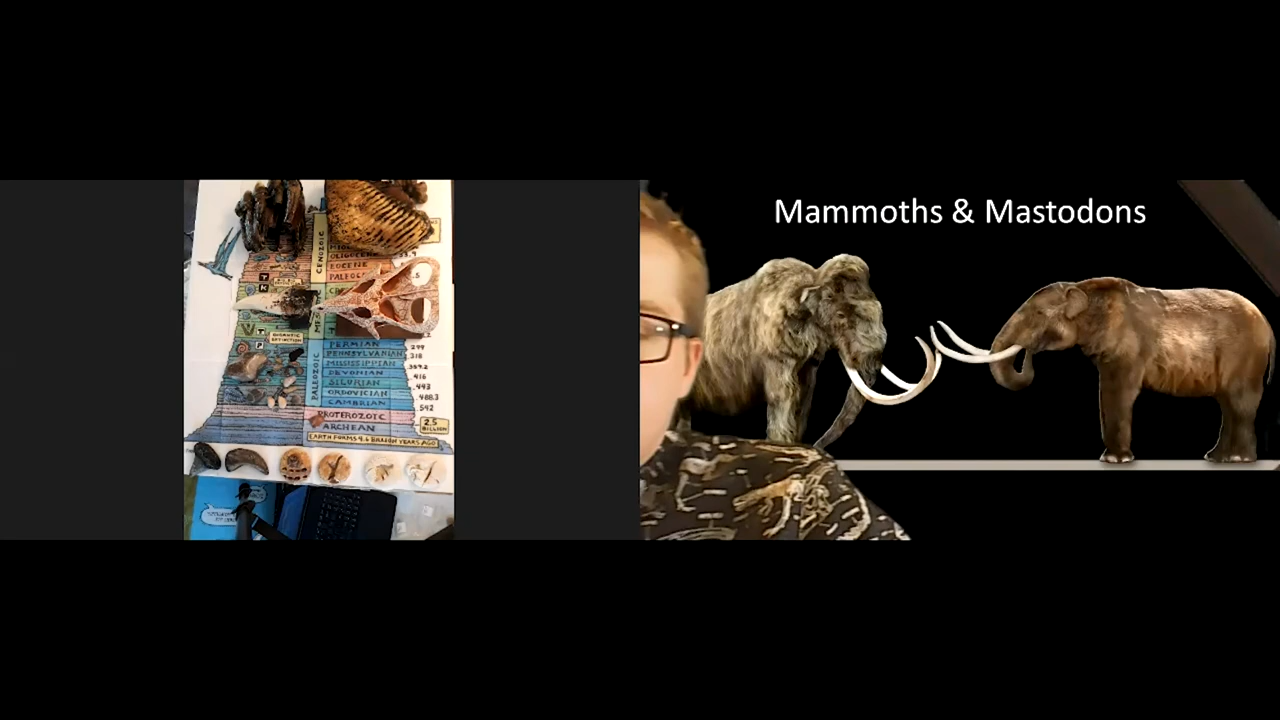 CENOZOIC
OLIGOCENE
EOCENE
T
K
PERMIAN 299
PENNSYLVANIAN 318
MISSISSIPPIAN 359.2
DEVONIAN 416
SILURIAN 443
ORDOVICIAN 488.3
CAMBRIAN 542
PALEOZOIC
GIGANTIC
EXTINCTION
PROTEROZOIC
ARCHEAN
2.5
BILLION
EARTH FORMS 4.6 BILLION YEARS AGO
Mammoths & Mastodons